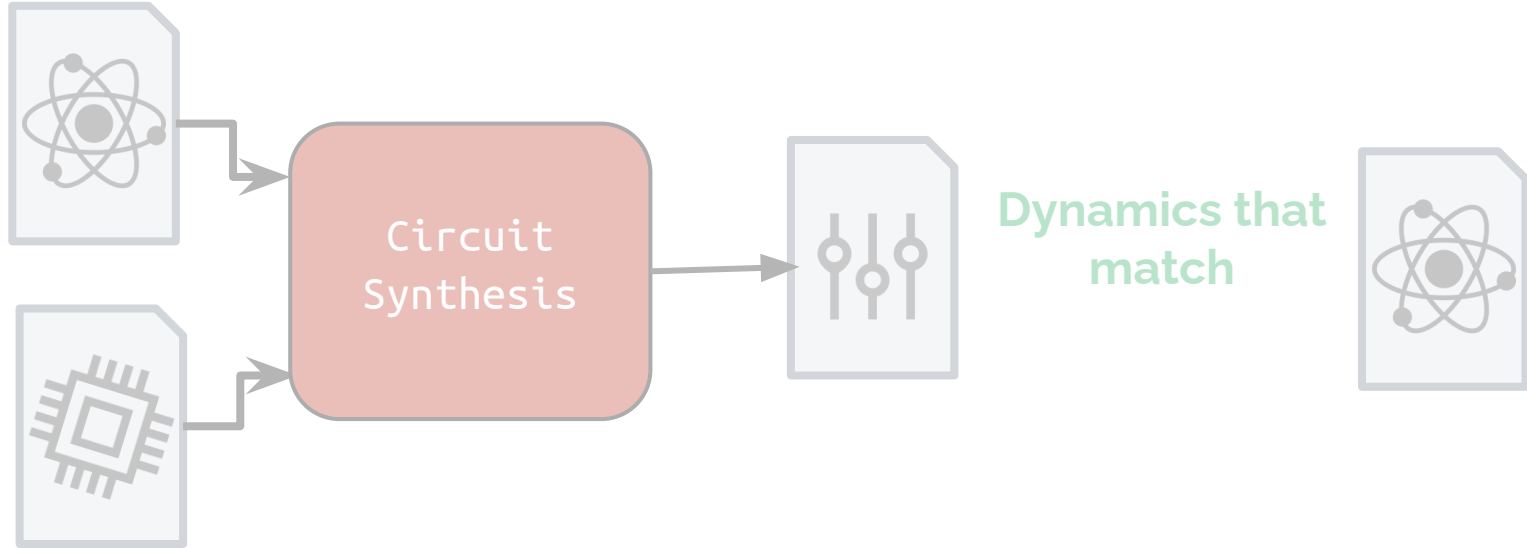 Circuit
Synthesis
Dynamics that
match